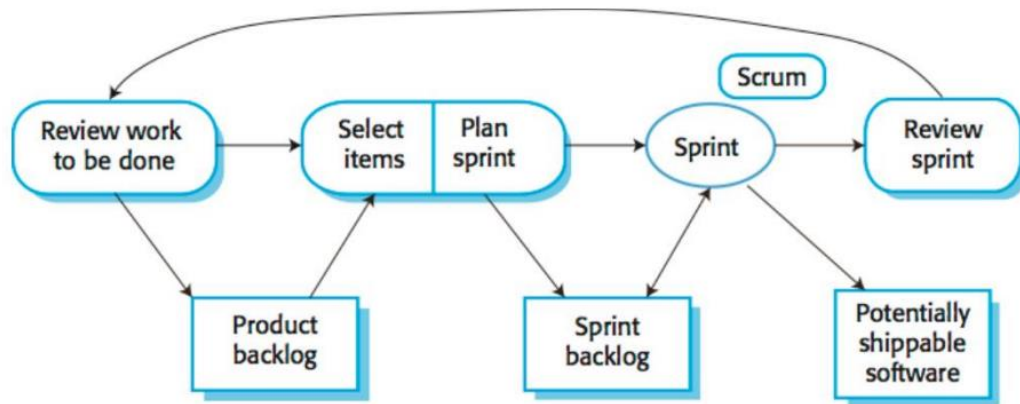 Scrum
Review work
to be done
Select
items
Plan
sprint
Sprint
Review
sprint
Product
backlog
Sprint
backlog
Potentially
shippable
software